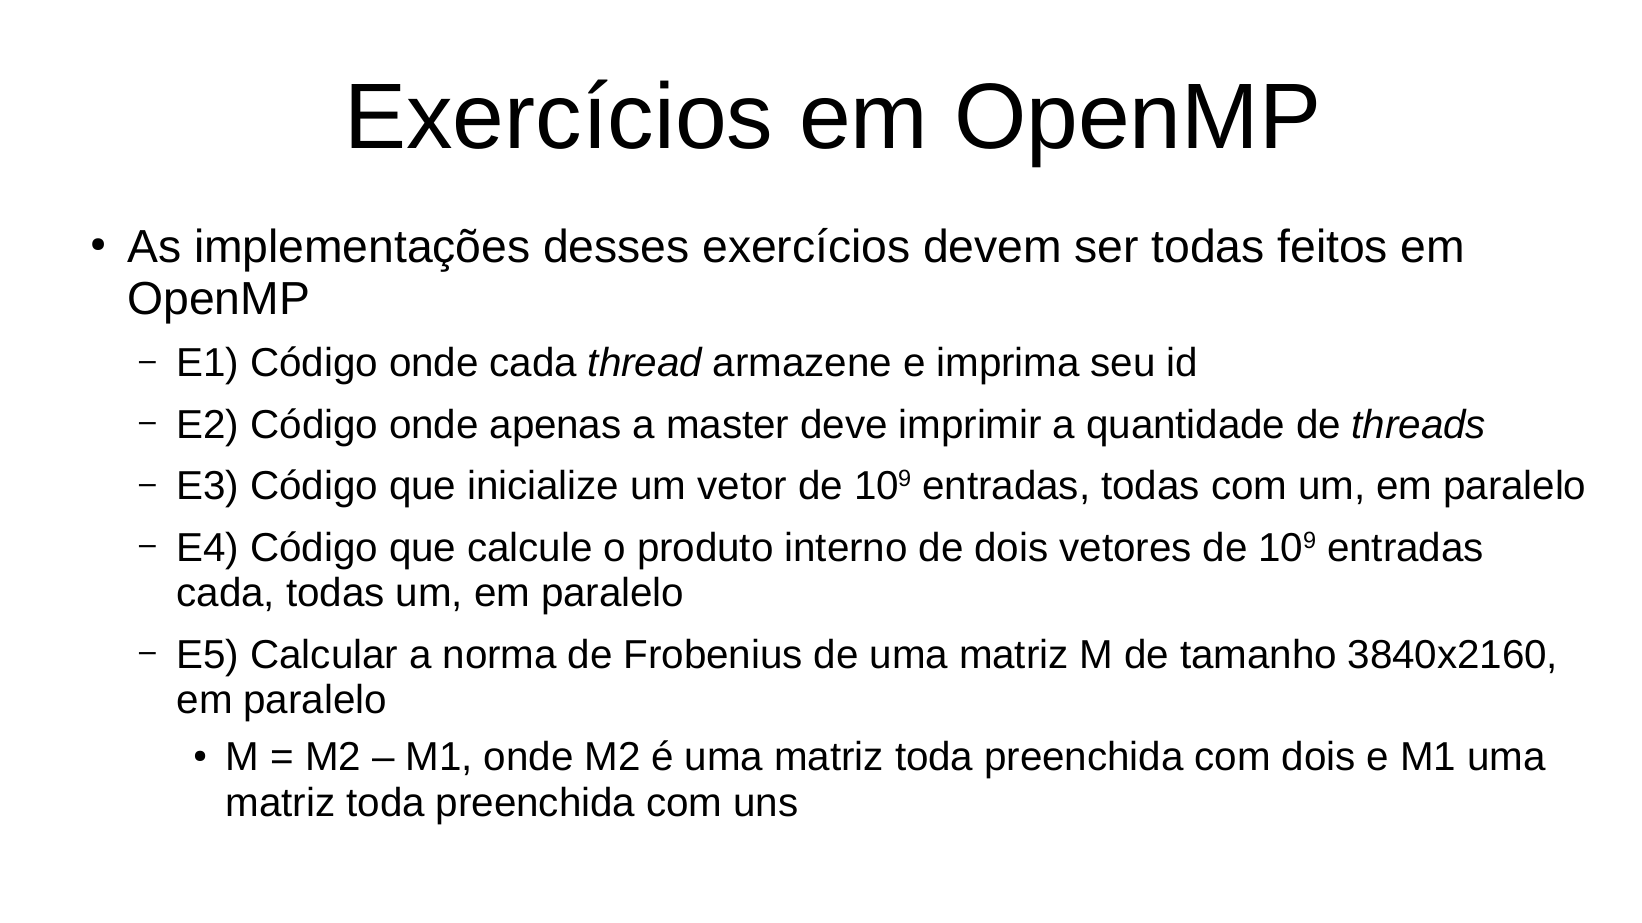 Exercícios em OpenMP
• As implementações desses exercícios devem ser todas feitos em
OpenMP
– E1) Código onde cada thread armazene e imprima seu id
– E2) Código onde apenas a master deve imprimir a quantidade de threads
– E3) Código que inicialize um vetor de 10⁹ entradas, todas com um, em paralelo
– E4) Código que calcule o produto interno de dois vetores de 10⁹ entradas
cada, todas um, em paralelo
– E5) Calcular a norma de Frobenius de uma matriz M de tamanho 3840x2160,
em paralelo
• M = M2 – M1, onde M2 é uma matriz toda preenchida com dois e M1 uma
matriz toda preenchida com uns